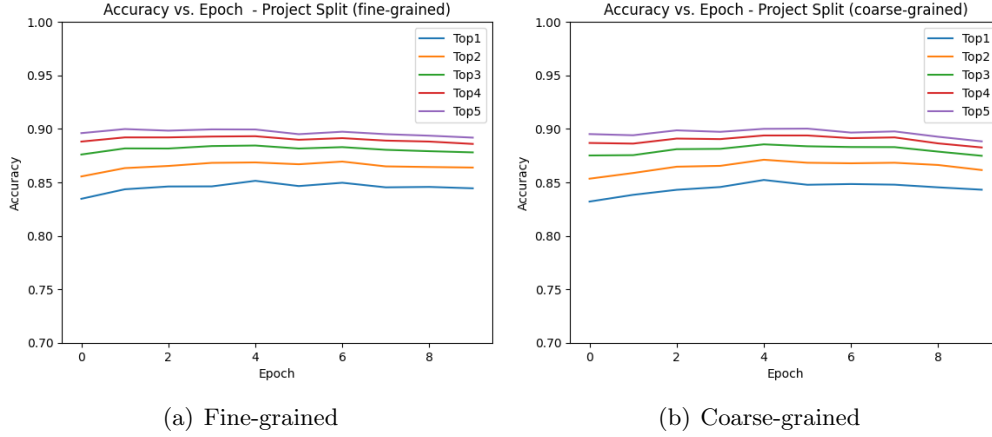 Accuracy vs. Epoch - Project Split (fine-grained)
1.00
0.95
0.90
0.85
0.80
0.75
0.70
Accuracy
0
2
4
6
8
Epoch
Top1
Top2
Top3
Top4
Top5
(a) Fine-grained
Accuracy vs. Epoch - Project Split (coarse-grained)
1.00
0.95
0.90
0.85
0.80
0.75
0.70
Accuracy
0
2
4
6
8
Epoch
Top1
Top2
Top3
Top4
Top5
(b) Coarse-grained